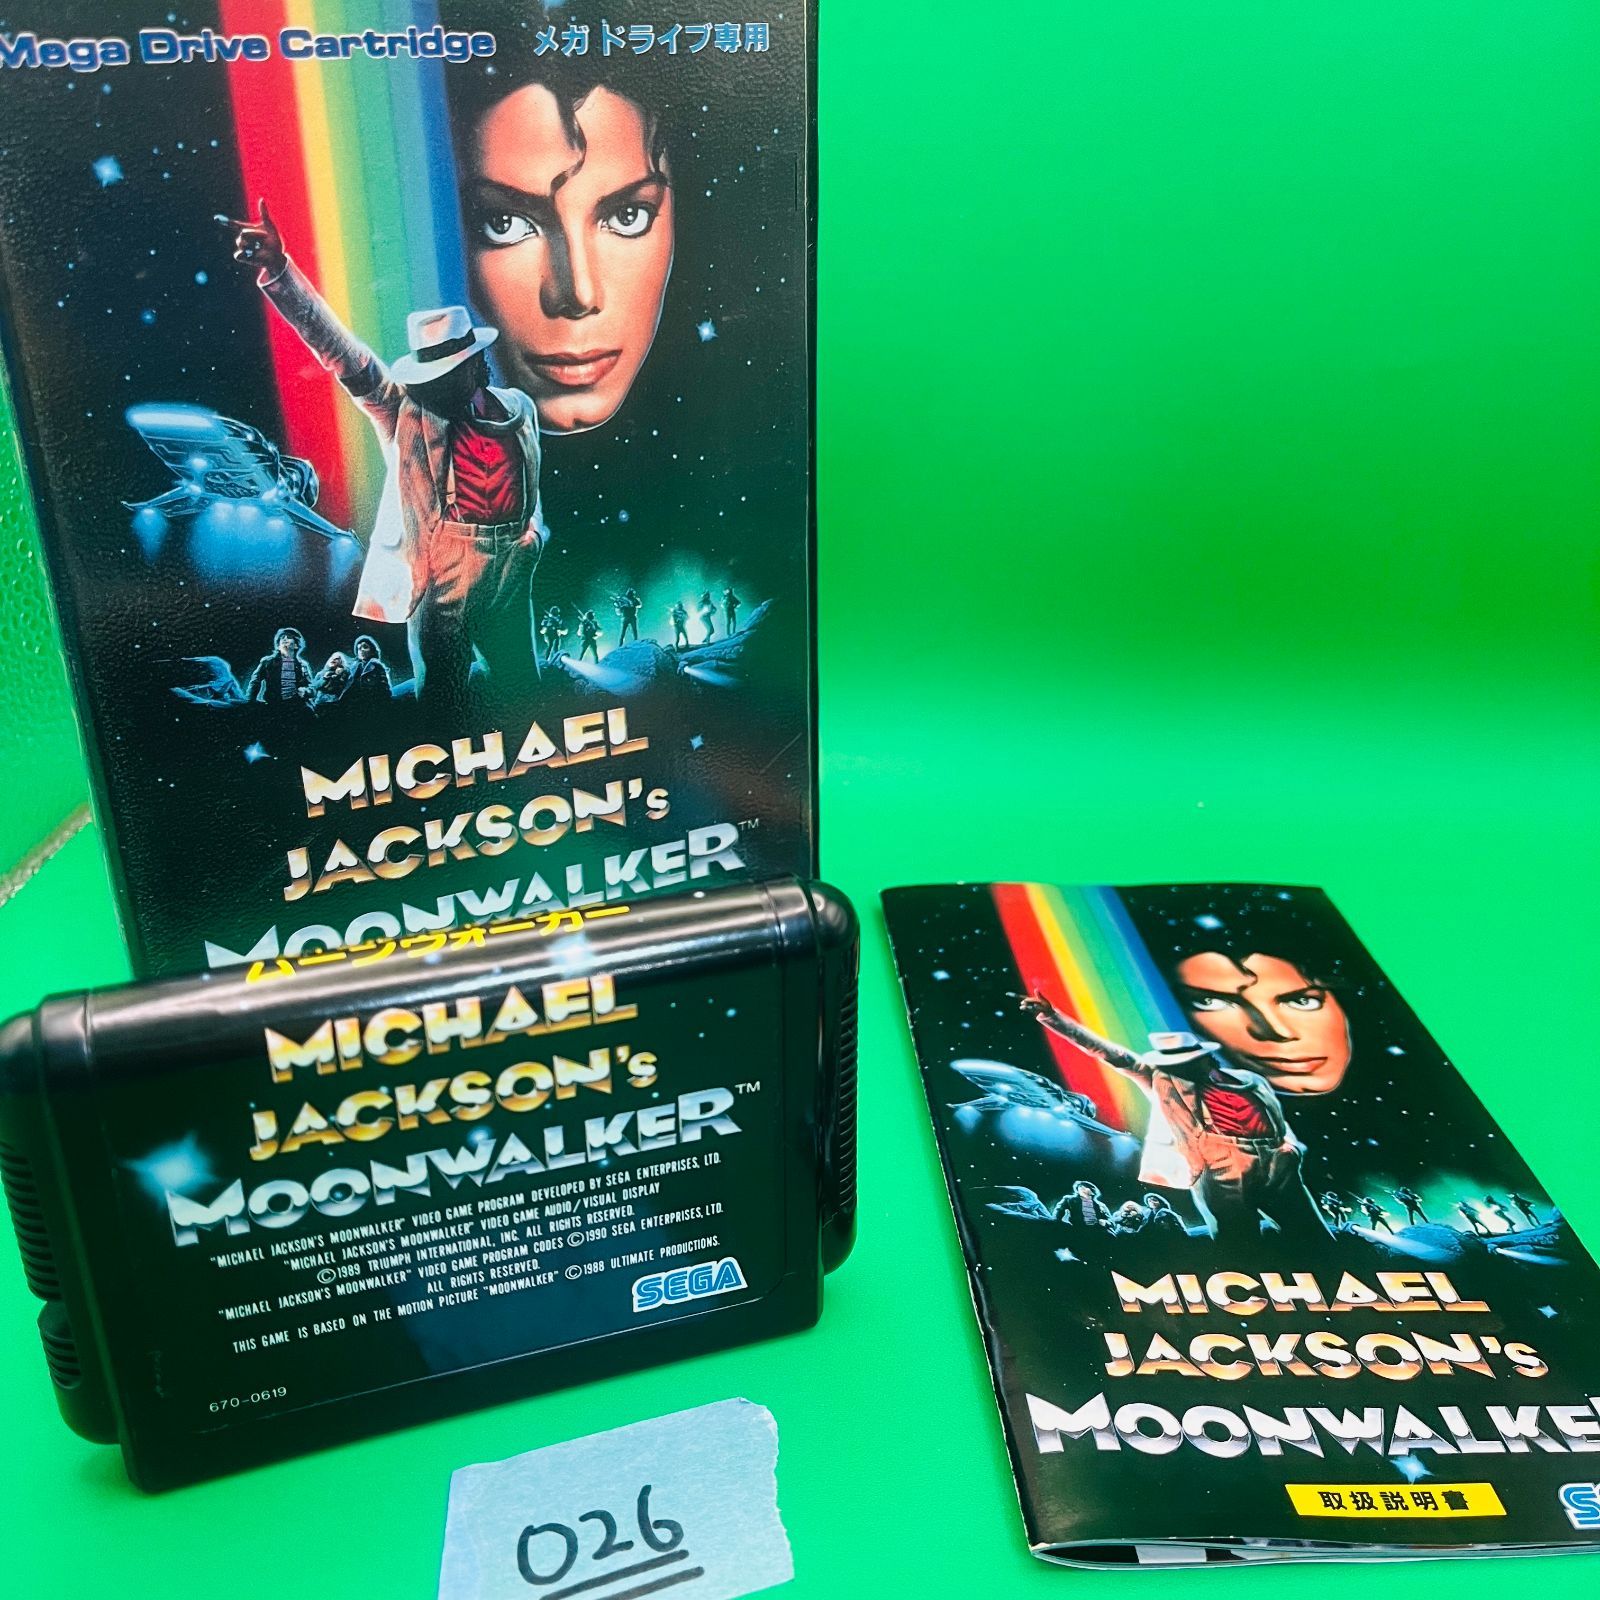 Mega Drive Cartridge メガドライブ専用
MICHAEL
JACKSON's
MOONWALKER™
ムーンウォーカー
MICHAEL
JACKSON's
MOONWALKER™
"MICHAEL JACKSON'S MOONWALKER" VIDEO GAME PROGRAM DEVELOPED BY SEGA ENTERPRISES, LTD.
"MICHAEL JACKSON'S MOONWALKER" VIDEO GAME AUDIO/VISUAL DISPLAY
©1989 TRIUMPH INTERNATIONAL, INC. ALL RIGHTS RESERVED.
"MICHAEL JACKSON'S MOONWALKER" VIDEO GAME PROGRAM CODES ©1990 SEGA ENTERPRISES, LTD.
ALL RIGHTS RESERVED.
THIS GAME IS BASED ON THE MOTION PICTURE "MOONWALKER" ©1988 ULTIMATE PRODUCTIONS.
SEGA
670-0619
026
MICHAEL
JACKSON's
MOONWALKE
取扱説明書
S